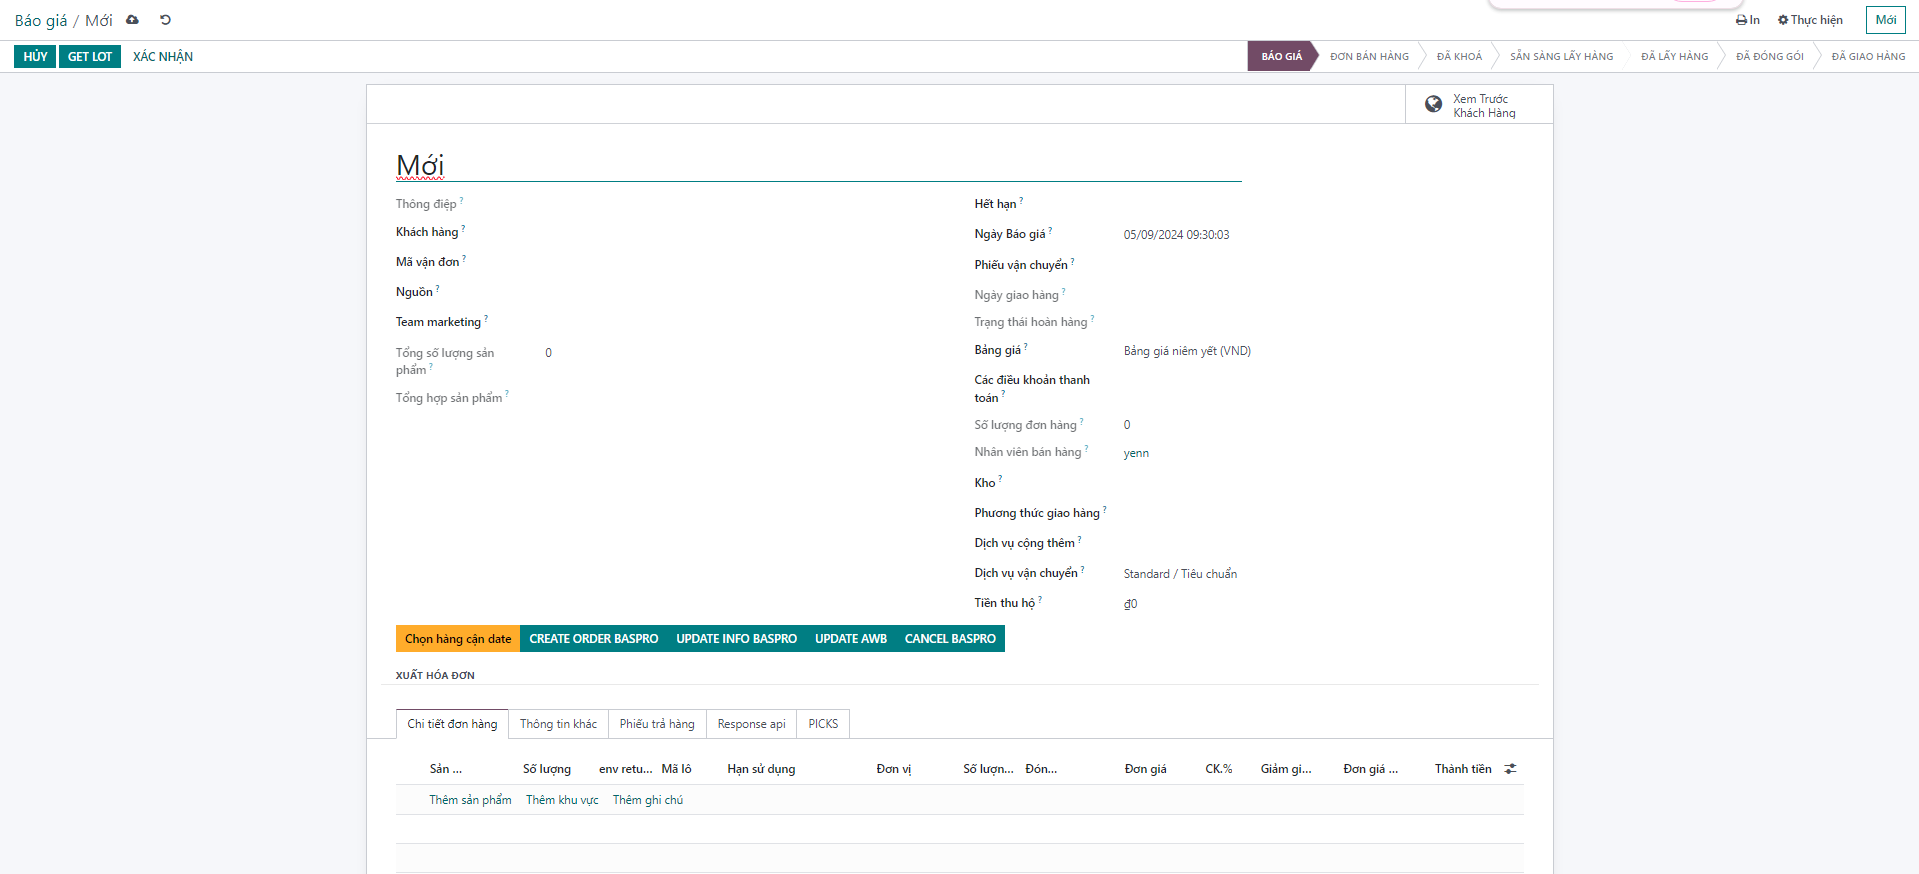 Báo giá / Mới
In
Thực hiện
Mới
HỦY
GET LOT
XÁC NHẬN
BÁO GIÁ
ĐƠN BÁN HÀNG
ĐÃ KHOÁ
SẴN SÀNG LẤY HÀNG
ĐÃ LẤY HÀNG
ĐÃ ĐÓNG GÓI
ĐÃ GIAO HÀNG
Xem Trước
Khách Hàng
Mới
Thông điệp ?
Khách hàng ?
Mã vận đơn ?
Nguồn ?
Team marketing ?
Tổng số lượng sản
phẩm ?
0
Tổng hợp sản phẩm ?
Hết hạn ?
Ngày Báo giá ?
05/09/2024 09:30:03
Phiếu vận chuyển ?
Ngày giao hàng ?
Trạng thái hoàn hàng ?
Bảng giá ?
Bảng giá niêm yết (VND)
Các điều khoản thanh
toán ?
Số lượng đơn hàng ?
0
Nhân viên bán hàng ?
yenn
Kho ?
Phương thức giao hàng ?
Dịch vụ cộng thêm ?
Dịch vụ vận chuyển ?
Standard / Tiêu chuẩn
Tiền thu hộ ?
₫0
Chọn hàng cận date
CREATE ORDER BASPRO
UPDATE INFO BASPRO
UPDATE AWB
CANCEL BASPRO
XUẤT HÓA ĐƠN
Chi tiết đơn hàng
Thông tin khác
Phiếu trả hàng
Response api
PICKS
Sản ...
Số lượng
env retu...
Mã lô
Hạn sử dụng
Đơn vị
Số lượn...
Đón...
Đơn giá
CK.%
Giảm gi...
Đơn giá ...
Thành tiền
Thêm sản phẩm
Thêm khu vực
Thêm ghi chú